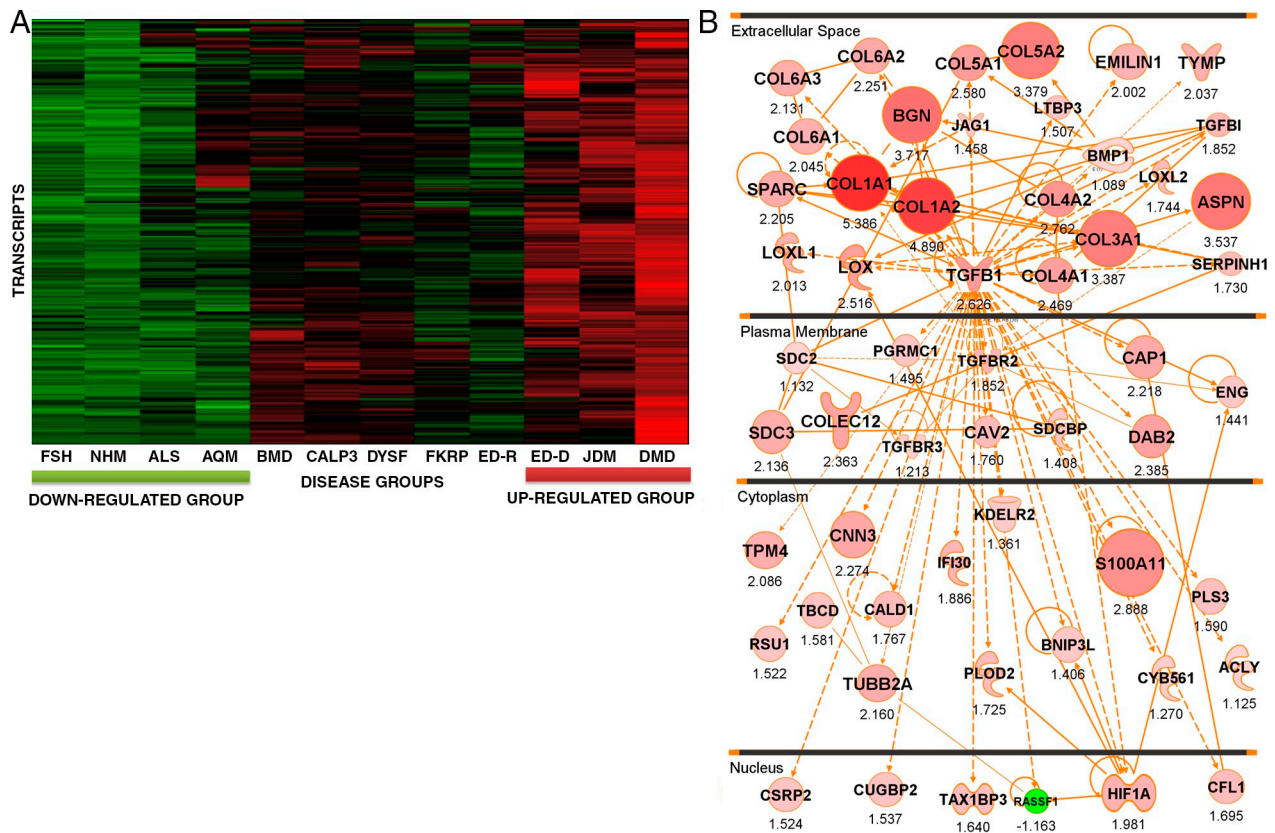 A
TRANSCRIPTS
FSH NHM ALS AQM BMD CALP3 DYSF FKRP ED-R ED-D JDM DMD
DOWN-REGULATED GROUP
DISEASE GROUPS
UP-REGULATED GROUP
B
Extracellular Space
COL6A2
2.251
COL6A3
2.131
COL5A1
2.580
COL5A2
3.379
EMILIN1
2.002
TYMP
2.037
BGN
3.717
JAG1
1.458
LTBP3
1.507
TGFBI
1.852
COL6A1
2.045
BMP1
1.089
LOXL2
1.744
SPARC
2.205
COL1A1
5.386
COL1A2
4.890
COL4A2
2.762
ASPN
3.537
COL3A1
3.387
LOXL1
2.013
LOX
2.516
TGFB1
2.626
COL4A1
2.469
SERPINH1
1.730
Plasma Membrane
SDC2
1.132
PGRMC1
1.495
TGFBR2
1.852
CAP1
2.218
ENG
1.441
SDC3
2.136
COLEC12
2.363
TGFBR3
1.213
CAV2
1.760
SDCBP
1.408
DAB2
2.385
Cytoplasm
KDELR2
1.361
TPM4
2.086
CNN3
2.274
IFI30
1.886
S100A11
2.888
PLS3
1.590
TBCD
1.581
CALD1
1.767
RSU1
1.522
BNIP3L
1.406
TUBB2A
2.160
PLOD2
1.725
CYB561
1.270
ACLY
1.125
Nucleus
CSRP2
1.524
CUGBP2
1.537
TAX1BP3
1.640
RASSF1
-1.163
HIF1A
1.981
CFL1
1.695